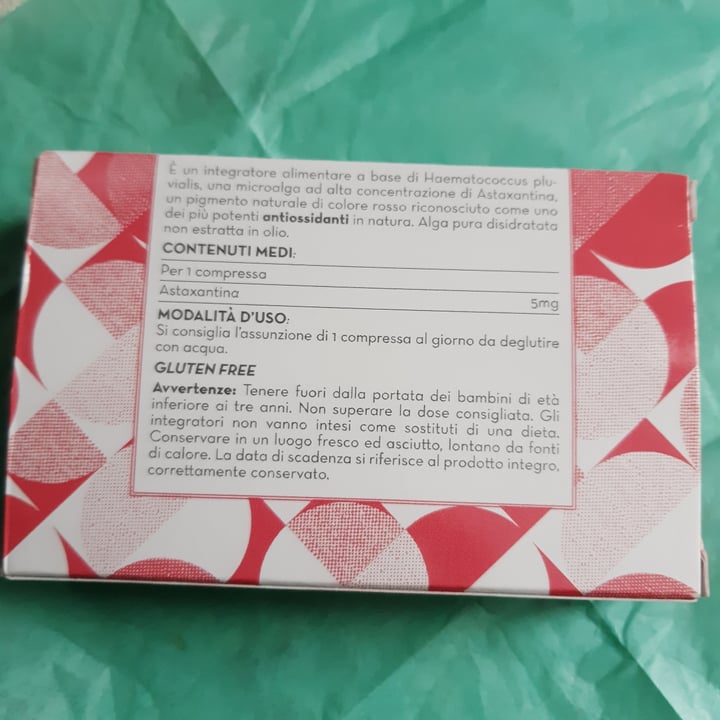 È un integratore alimentare a base di Haematococcus plu-
vialis, una microalga ad alta concentrazione di Astaxantina,
un pigmento naturale di colore rosso riconosciuto come uno
dei più potenti antiossidanti in natura. Alga pura disidratata
non estratta in olio.
CONTENUTI MEDI:
Per 1 compressa
Astaxantina 5mg
MODALITÀ D'USO:
Si consiglia l'assunzione di 1 compressa al giorno da deglutire
con acqua.
GLUTEN FREE
Avvertenze: Tenere fuori dalla portata dei bambini di età
inferiore ai tre anni. Non superare la dose consigliata. Gli
integratori non vanno intesi come sostituti di una dieta.
Conservare in un luogo fresco ed asciutto, lontano da fonti
di calore. La data di scadenza si riferisce al prodotto integro,
correttamente conservato.